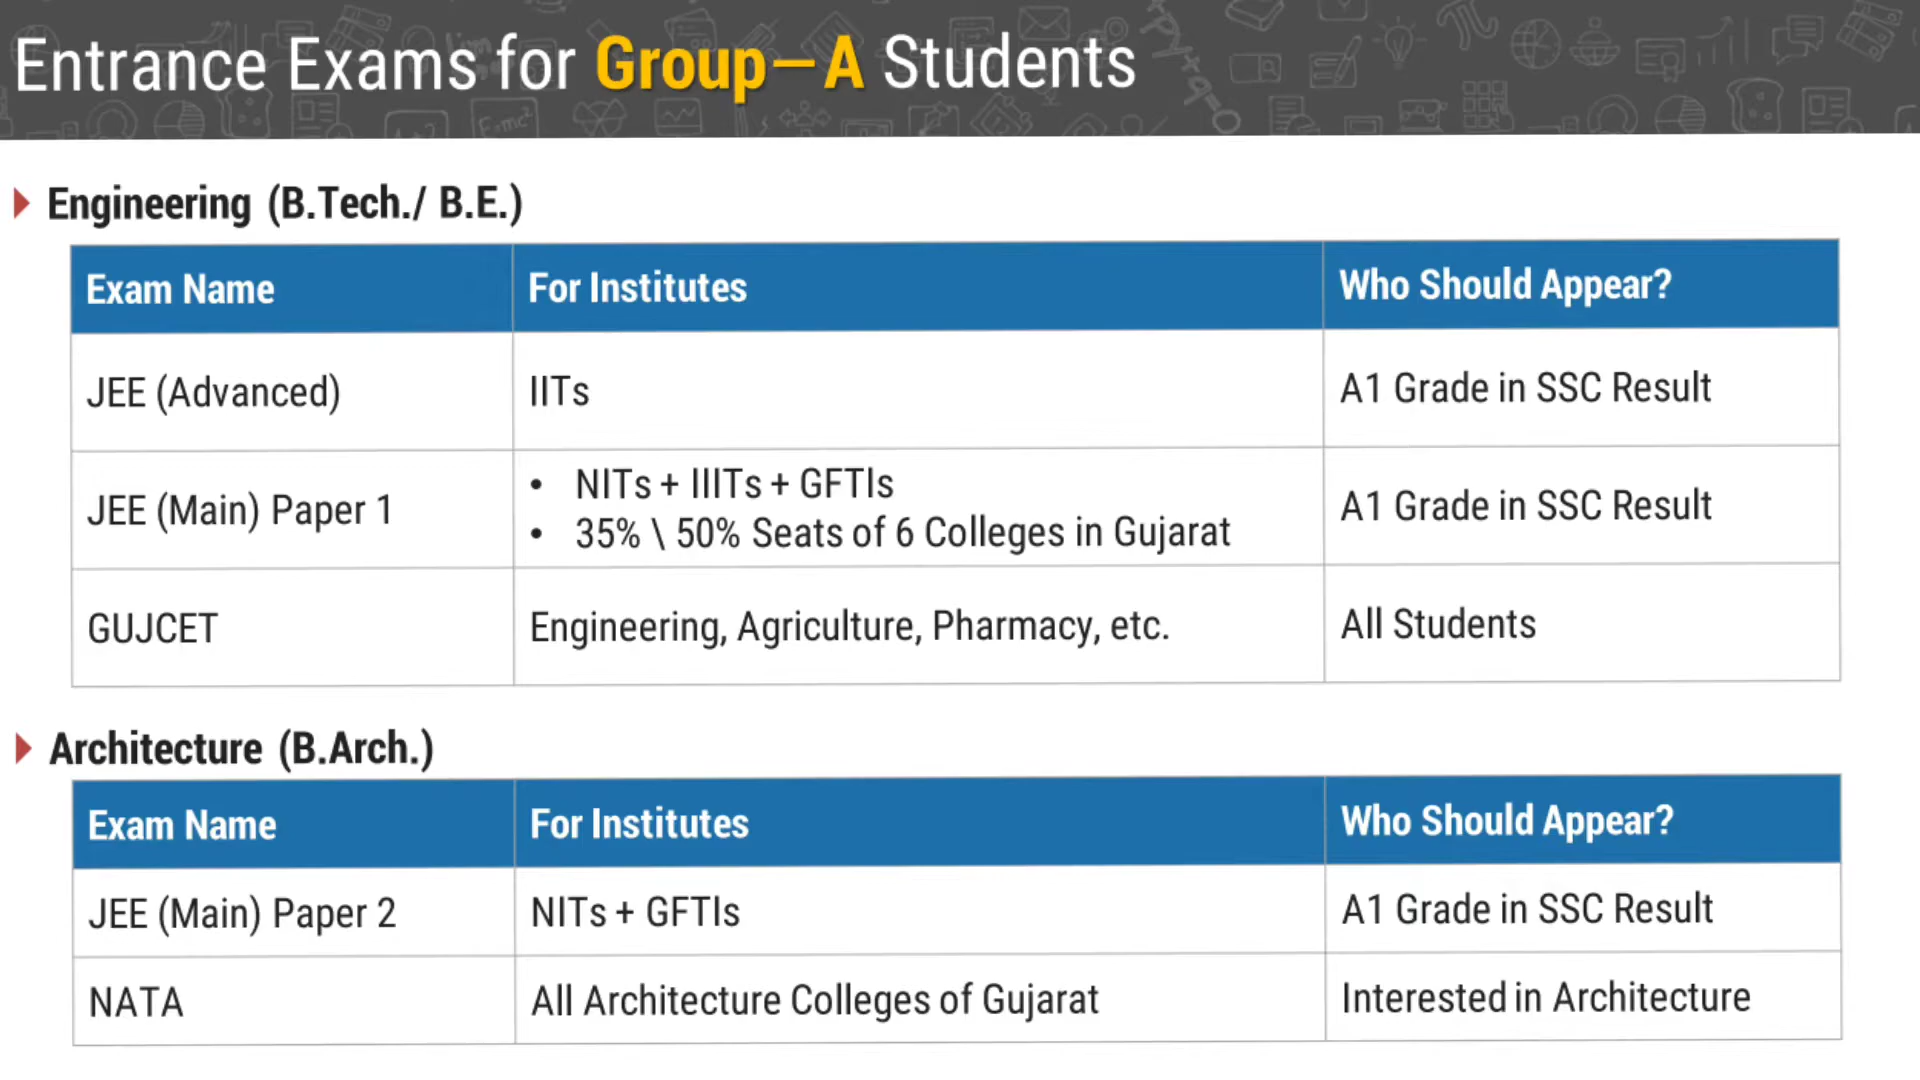 Entrance Exams for Group—A Students
Engineering (B.Tech./ B.E.)
Exam Name
For Institutes
Who Should Appear?
JEE (Advanced)
IITs
A1 Grade in SSC Result
JEE (Main) Paper 1
• NITs + IIITs + GFTIs
• 35% \ 50% Seats of 6 Colleges in Gujarat
A1 Grade in SSC Result
GUJCET
Engineering, Agriculture, Pharmacy, etc.
All Students
Architecture (B.Arch.)
Exam Name
For Institutes
Who Should Appear?
JEE (Main) Paper 2
NITs + GFTIs
A1 Grade in SSC Result
NATA
All Architecture Colleges of Gujarat
Interested in Architecture